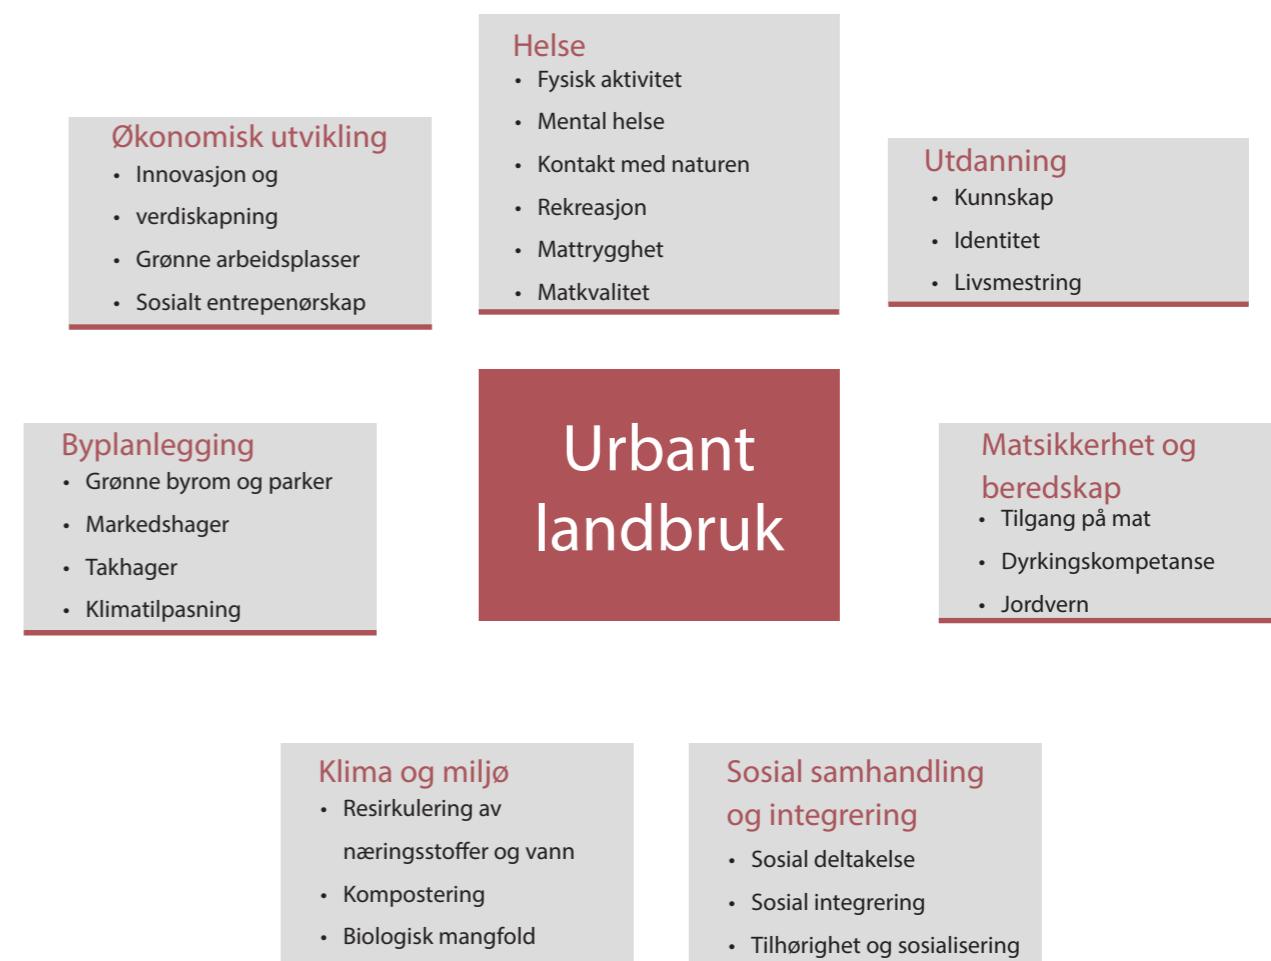 Helse
• Fysisk aktivitet
• Mental helse
• Kontakt med naturen
• Rekreasjon
• Mattrygghet
• Matkvalitet
Økonomisk utvikling
• Innovasjon og
• verdiskapning
• Grønne arbeidsplasser
• Sosialt entrepenørskap
Utdanning
• Kunnskap
• Identitet
• Livsmestring
Byplanlegging
• Grønne byrom og parker
• Markedshager
• Takhager
• Klimatilpasning
Urbant
landbruk
Matsikkerhet og
beredskap
• Tilgang på mat
• Dyrkingskompetanse
• Jordvern
Klima og miljø
• Resirkulering av
næringsstoffer og vann
• Kompostering
• Biologisk mangfold
Sosial samhandling
og integrering
• Sosial deltakelse
• Sosial integrering
• Tilhørighet og sosialisering